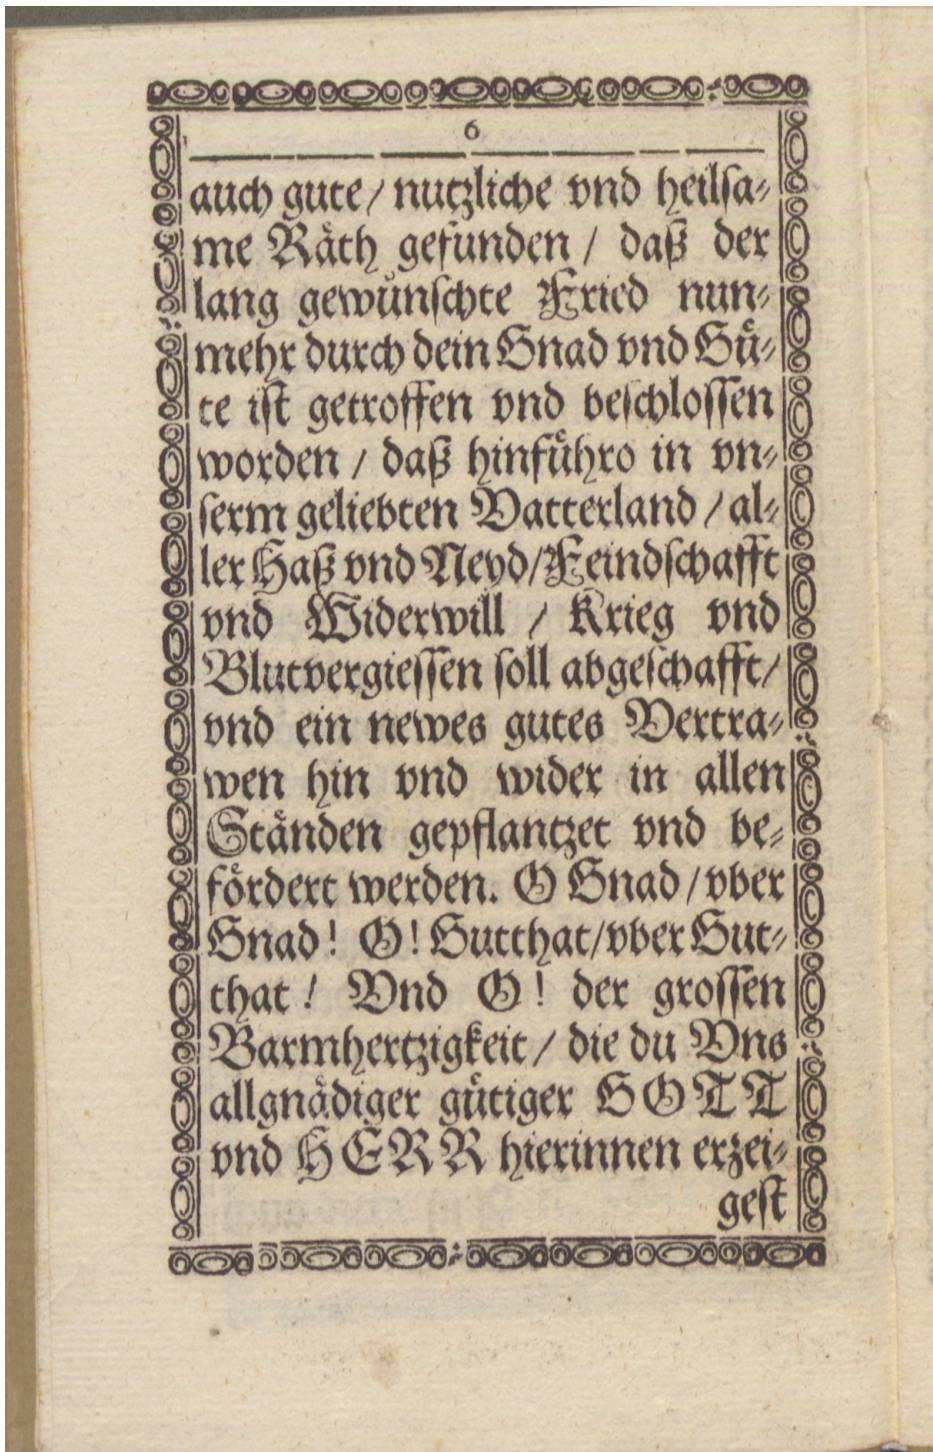 6
auch gute / nutzliche vnd heilsa-
me Räth gefunden / daß der
lang gewünschte Fried nun-
mehr durch dein Gnad vnd Gü-
te ist getroffen vnd beschlossen
worden / daß hinführo in vn-
serm geliebten Vatterland / al-
ler Haß vnd Neyd / Feindschafft
vnd Widerwill / Krieg vnd
Blutvergiessen soll abgeschafft /
vnd ein newes gutes Vertra-
wen hin vnd wider in allen
Ständen gepflantzet vnd be-
fördert werden. O Gnad / vber
Gnad! O! Gutthat / vber Gut-
that! Vnd O! der grossen
Barmhertzigkeit / die du Vns
allgnädiger gütiger GOTT
vnd HERR hierinnen erzei-
gest